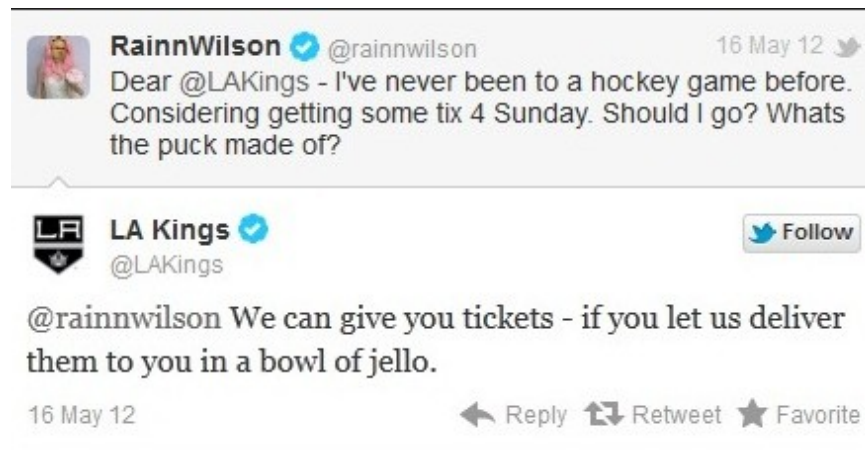 RainnWilson @rainnwilson 16 May 12
Dear @LAKings - I've never been to a hockey game before.
Considering getting some tix 4 Sunday. Should I go? Whats
the puck made of?
LA
LA Kings
Follow
@LAKings
@rainnwilson We can give you tickets - if you let us deliver
them to you in a bowl of jello.
16 May 12 Reply Retweet Favorite